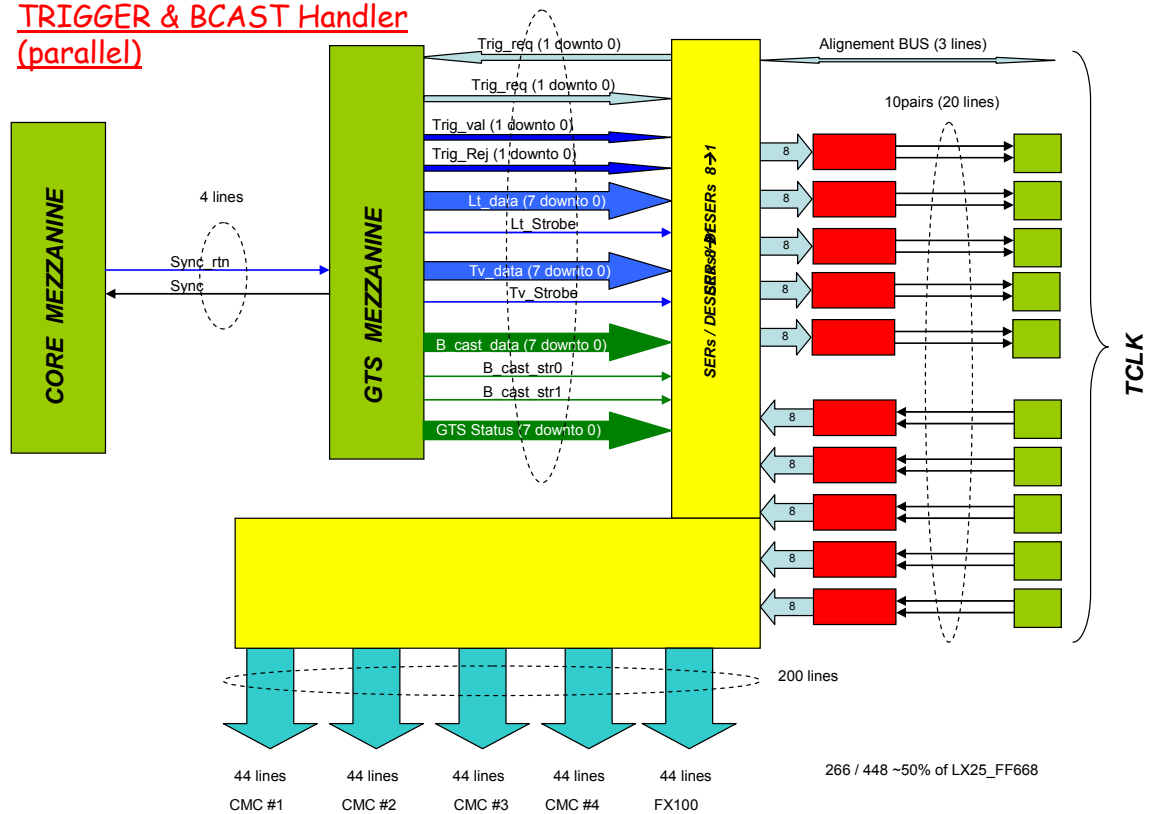 TRIGGER & BCAST Handler
(parallel)
Trig_req (1 downto 0)
Alignement BUS (3 lines)
Trig_req (1 downto 0)
10pairs (20 lines)
Trig_val (1 downto 0)
Trig_Rej (1 downto 0)
Lt_data (7 downto 0)
Lt_Strobe
Tv_data (7 downto 0)
Tv_Strobe
B_cast_data (7 downto 0)
B_cast_str0
B_cast_str1
GTS Status (7 downto 0)
4 lines
Sync_rtn
Sync
CORE MEZZANINE
GTS MEZZANINE
SERs / DESERs 8→1
8
8
8
8
8
8
8
8
8
8
TCLK
200 lines
44 lines
44 lines
44 lines
44 lines
44 lines
CMC #1
CMC #2
CMC #3
CMC #4
FX100
266 / 448 ~50% of LX25_FF668